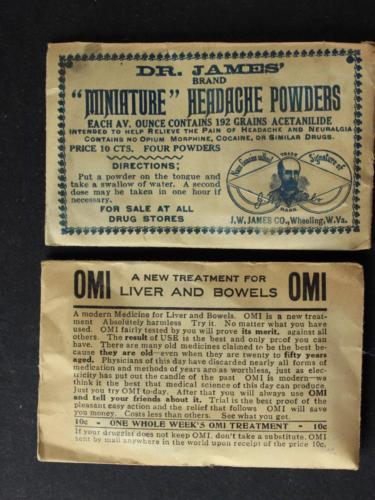 DR. JAMES'
BRAND
"MINIATURE" HEADACHE POWDERS
EACH AV. OUNCE CONTAINS 192 GRAINS ACETANILIDE
INTENDED TO HELP RELIEVE THE PAIN OF HEADACHE AND NEURALGIA
CONTAINS NO OPIUM MORPHINE, COCAINE, OR SIMILAR DRUGS.
PRICE 10 CTS. FOUR POWDERS
DIRECTIONS;
Put a powder on the tongue and
take a swallow of water. A second
dose may be taken in one hour if
necessary.
FOR SALE AT ALL
DRUG STORES
None Genuine without
TRADE
Signature of
MARK
J.W. JAMES CO., Wheeling, W.Va.
OMI A NEW TREATMENT FOR OMI
LIVER AND BOWELS
A modern Medicine for Liver and Bowels. OMI is a new treat-
ment Absolutely harmless Try it. No matter what you have
used. OMI fairly tested by you will prove its merit. against all
others. The result of USE is the best and only proof you can
have. There are many old medicines claimed to be the best be-
cause they are old—even when they are twenty to fifty years
aged. Physicians of this day have discarded nearly all forms of
medication and methods of years ago as worthless, just as elec-
tricity has put out the candle of the past OMI is modern—we
think it the best that medical science of this day can produce.
Just you try OMI to-day. After that you will always use OMI
and tell your friends about it. Trial is the best proof of the
pleasant easy action and the relief that follows OMI will save
you money. Costs less than others. See what you get.
10c - ONE WHOLE WEEK'S OMI TREATMENT - 10c
If your druggist does not keep OMI, don't take a substitute. OMI
sent by mail anywhere in the world upon receipt of the price 10c.